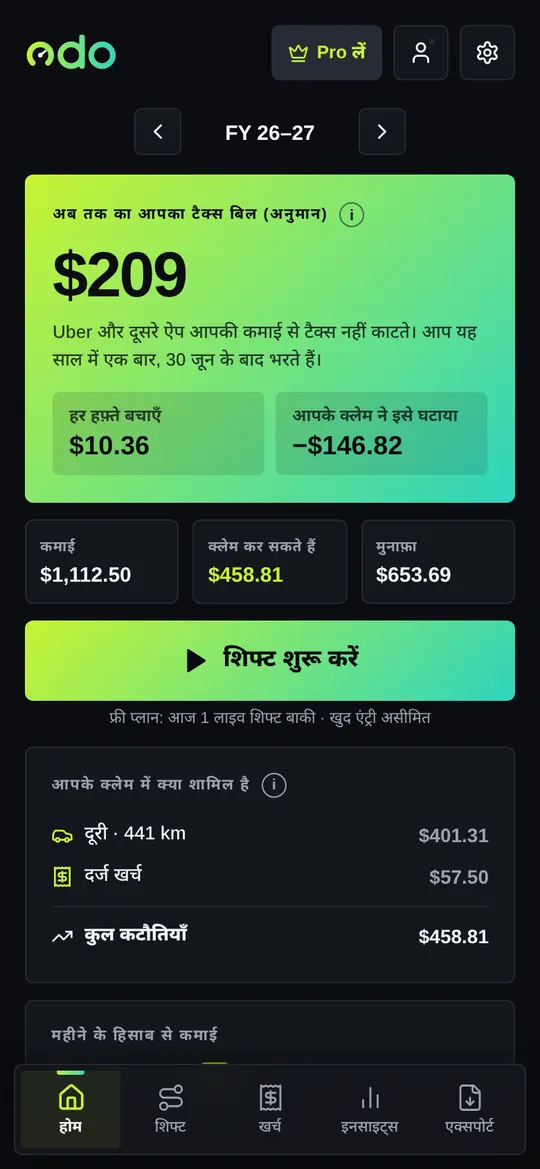 odo
Pro लें
FY 26–27
अब तक का आपका टैक्स बिल (अनुमान)
$209
Uber और दूसरे ऐप आपकी कमाई से टैक्स नहीं काटते। आप यह
साल में एक बार, 30 जून के बाद भरते हैं।
हर हफ़्ते बचाएँ
$10.36
आपके क्लेम ने इसे घटाया
−$146.82
कमाई
$1,112.50
क्लेम कर सकते हैं
$458.81
मुनाफ़ा
$653.69
शिफ्ट शुरू करें
फ्री प्लान: आज 1 लाइव शिफ्ट बाकी · खुद एंट्री असीमित
आपके क्लेम में क्या शामिल है
दूरी · 441 km
$401.31
दर्ज खर्च
$57.50
कुल कटौतियाँ
$458.81
महीने के हिसाब से कमाई
होम
शिफ्ट
खर्च
इनसाइट्स
एक्सपोर्ट